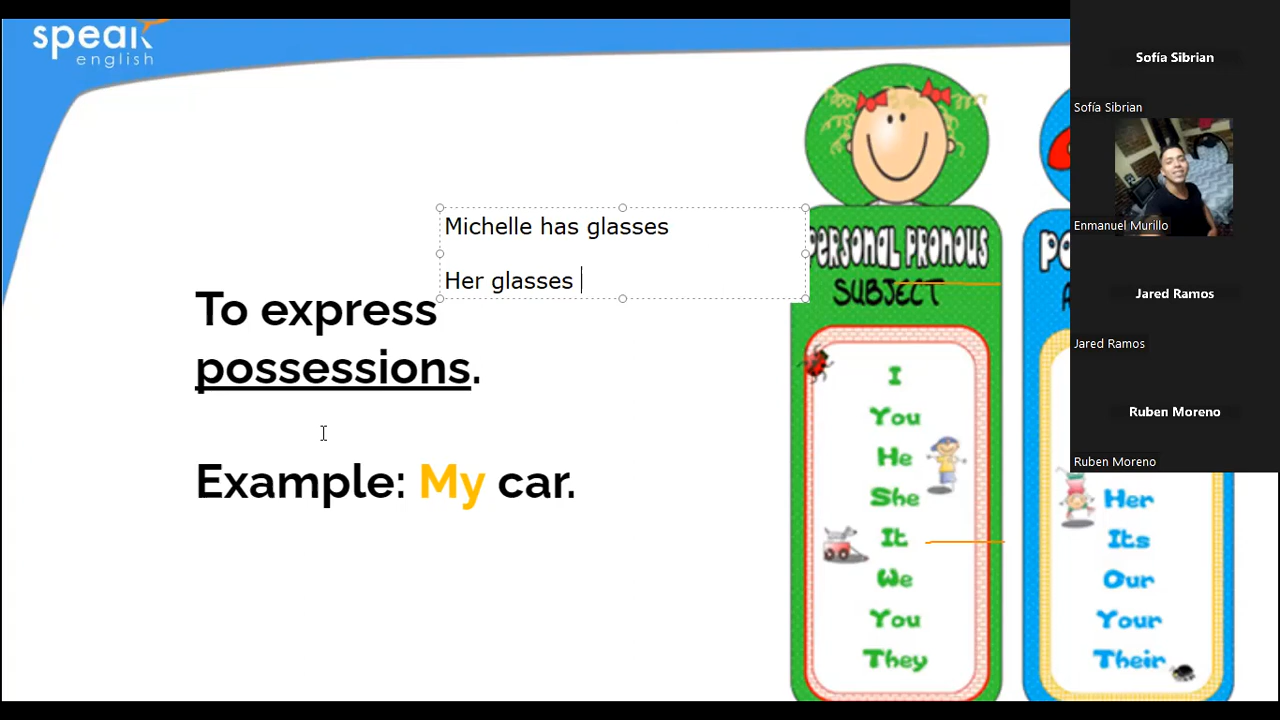 speak
english
Michelle has glasses
Her glasses
To express
possessions.
Example: My car.
PERSONAL PRONOUS
SUBJECT
I
You
He
She
It
We
You
They
Her
Its
Our
Your
Their
Sofía Sibrian
Sofía Sibrian
Enmanuel Murillo
Jared Ramos
Jared Ramos
Ruben Moreno
Ruben Moreno